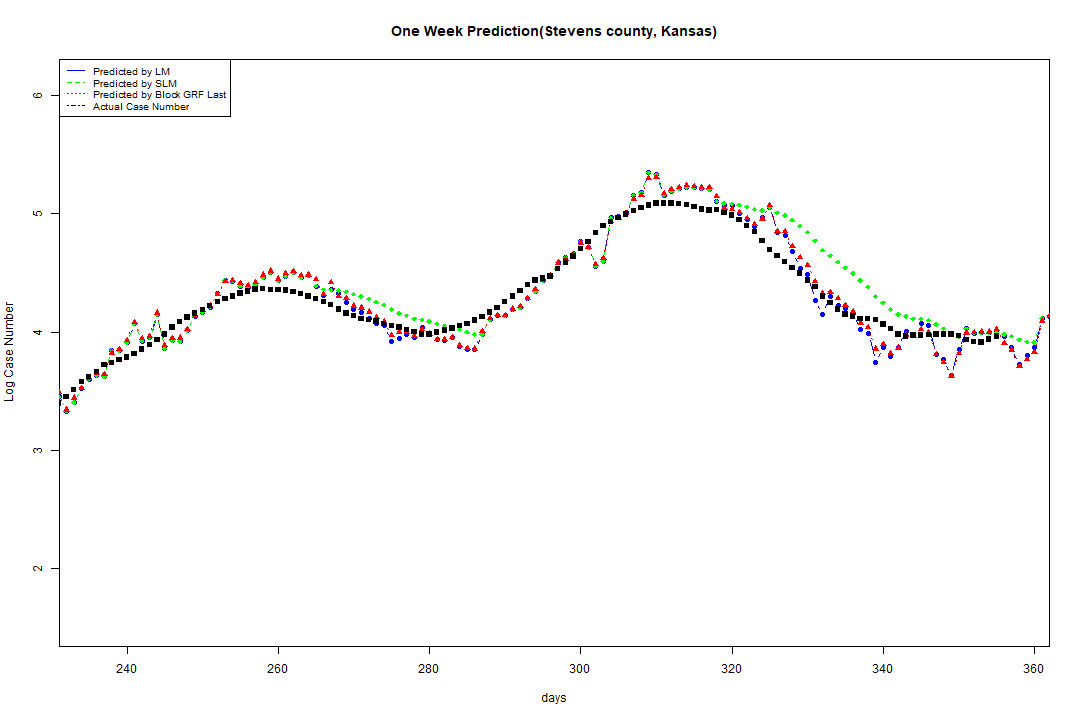 One Week Prediction(Stevens county, Kansas)
Predicted by LM
Predicted by SLM
Predicted by Block GRF Last
Actual Case Number
6
5
4
3
2
Log Case Number
240 260 280 300 320 340 360
days